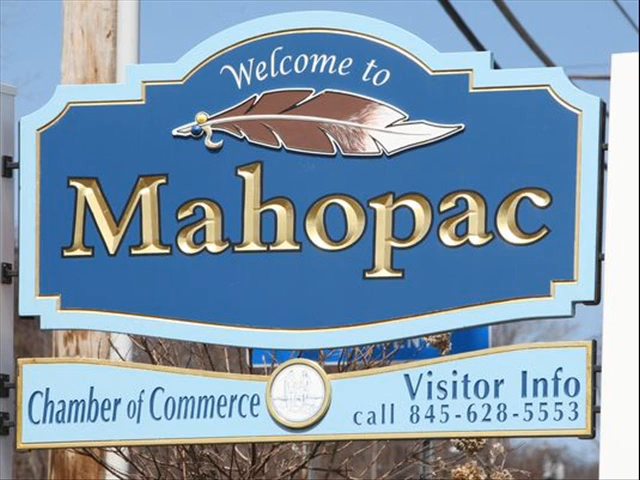 Welcome to
Mahopac
Chamber of Commerce
Visitor Info
call 845-628-5553